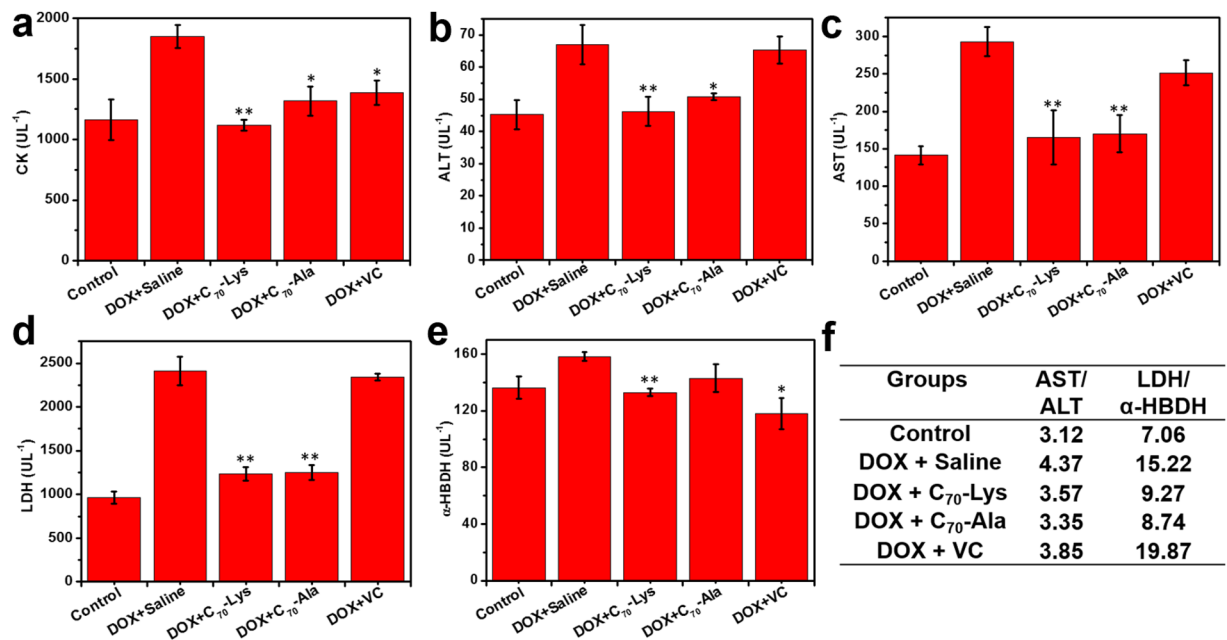 a
2000
1500
1000
500
0
CK (UL-1)
**
*
*
Control
DOX+Saline
DOX+C70-Lys
DOX+C70-Ala
DOX+VC
b
70
60
50
40
30
20
10
0
ALT (UL-1)
**
*
Control
DOX+Saline
DOX+C70-Lys
DOX+C70-Ala
DOX+VC
c
300
250
200
150
100
50
0
AST (UL-1)
**
**
Control
DOX+Saline
DOX+C70-Lys
DOX+C70-Ala
DOX+VC
d
2500
2000
1500
1000
500
0
LDH (UL-1)
**
**
Control
DOX+Saline
DOX+C70-Lys
DOX+C70-Ala
DOX+VC
e
160
120
80
40
0
α-HBDH (UL-1)
**
*
Control
DOX+Saline
DOX+C70-Lys
DOX+C70-Ala
DOX+VC
f
Groups AST/ LDH/
ALT α-HBDH
Control 3.12 7.06
DOX + Saline 4.37 15.22
DOX + C70-Lys 3.57 9.27
DOX + C70-Ala 3.35 8.74
DOX + VC 3.85 19.87